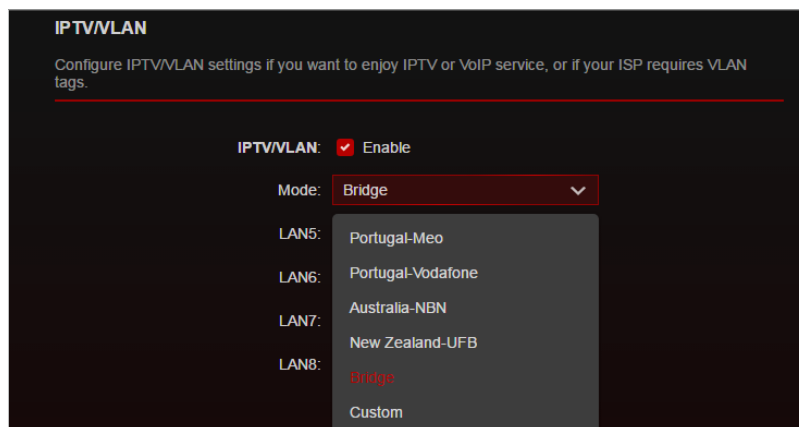 IPTV/VLAN
Configure IPTV/VLAN settings if you want to enjoy IPTV or VoIP service, or if your ISP requires VLAN
tags.
IPTV/VLAN: Enable
Mode: Bridge
LAN5:
Portugal-Meo
LAN6:
Portugal-Vodafone
Australia-NBN
LAN7:
New Zealand-UFB
LAN8:
Bridge
Custom